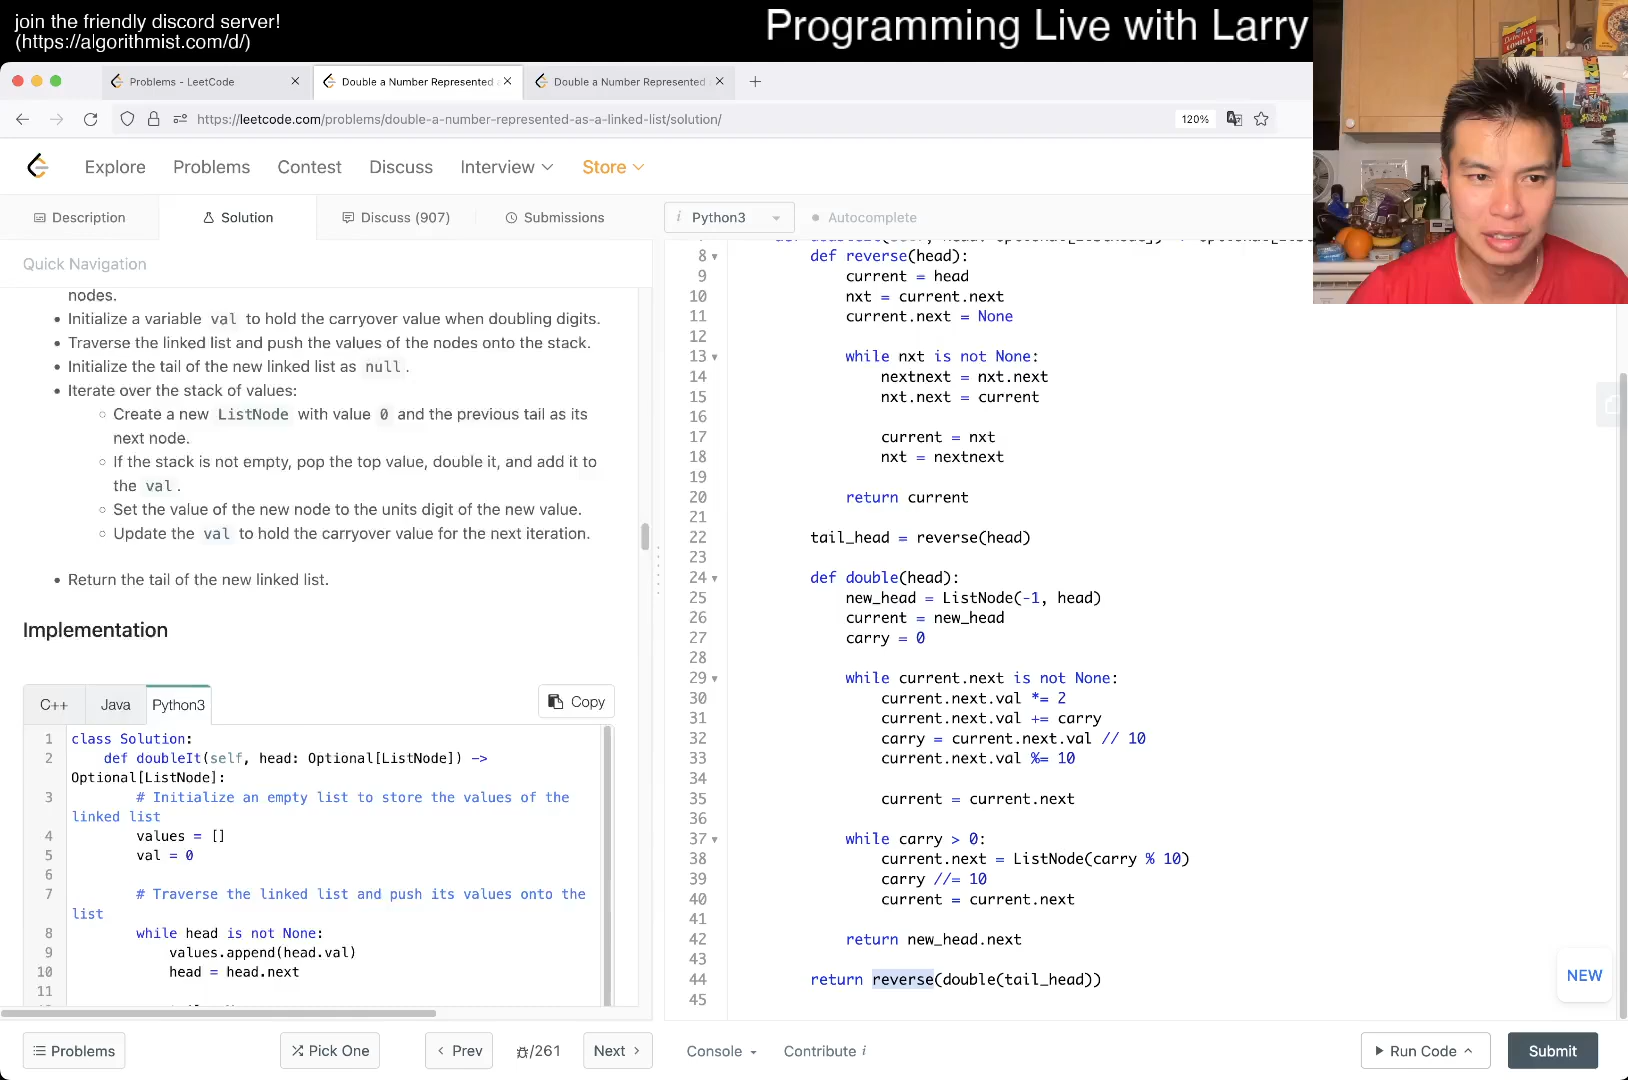 join the friendly discord server!
(https://algorithmist.com/d/)
Programming Live with Larry
Problems - LeetCode
Double a Number Represented
Double a Number Represented
https://leetcode.com/problems/double-a-number-represented-as-a-linked-list/solution/
120%
Explore
Problems
Contest
Discuss
Interview
Store
Description
Solution
Discuss (907)
Submissions
i Python3
Autocomplete
Quick Navigation
nodes.
• Initialize a variable val to hold the carryover value when doubling digits.
• Traverse the linked list and push the values of the nodes onto the stack.
• Initialize the tail of the new linked list as null.
• Iterate over the stack of values:
○ Create a new ListNode with value 0 and the previous tail as its
next node.
○ If the stack is not empty, pop the top value, double it, and add it to
the val.
○ Set the value of the new node to the units digit of the new value.
○ Update the val to hold the carryover value for the next iteration.
• Return the tail of the new linked list.
Implementation
C++
Java
Python3
Copy
1 class Solution:
2 def doubleIt(self, head: Optional[ListNode]) ->
Optional[ListNode]:
3 # Initialize an empty list to store the values of the
linked list
4 values = []
5 val = 0
6
7 # Traverse the linked list and push its values onto the
list
8 while head is not None:
9 values.append(head.val)
10 head = head.next
11
8 def reverse(head):
9 current = head
10 nxt = current.next
11 current.next = None
12
13 while nxt is not None:
14 nextnext = nxt.next
15 nxt.next = current
16
17 current = nxt
18 nxt = nextnext
19
20 return current
21
22 tail_head = reverse(head)
23
24 def double(head):
25 new_head = ListNode(-1, head)
26 current = new_head
27 carry = 0
28
29 while current.next is not None:
30 current.next.val *= 2
31 current.next.val += carry
32 carry = current.next.val // 10
33 current.next.val %= 10
34
35 current = current.next
36
37 while carry > 0:
38 current.next = ListNode(carry % 10)
39 carry //= 10
40 current = current.next
41
42 return new_head.next
43
44 return reverse(double(tail_head))
45
NEW
Problems
Pick One
Prev
/261
Next
Console
Contribute i
Run Code
Submit